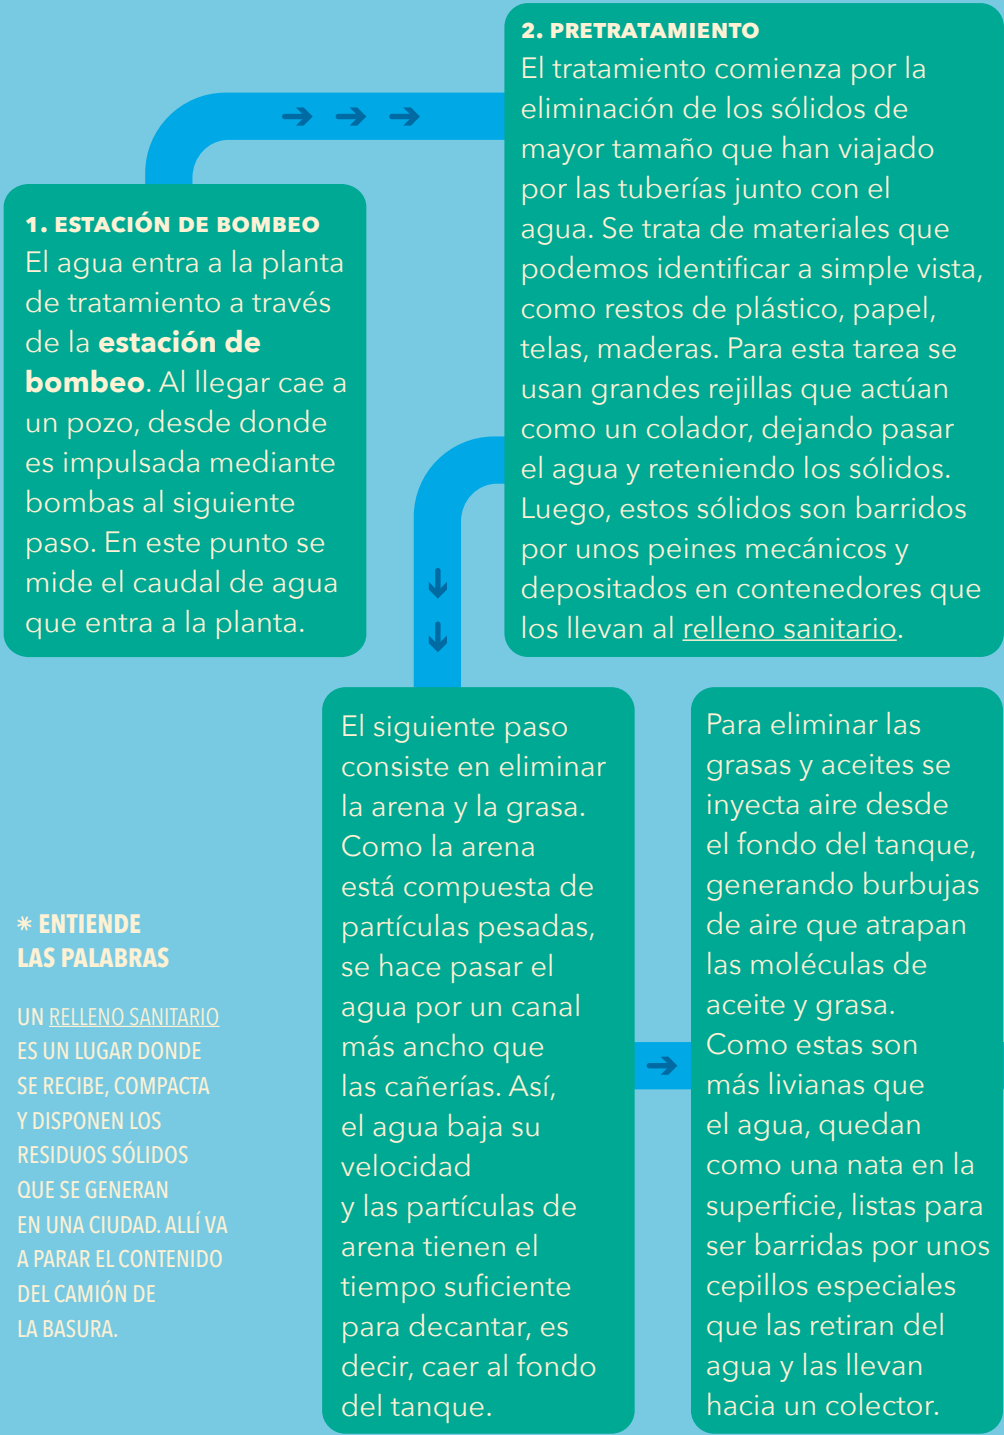 1. ESTACIÓN DE BOMBEO
El agua entra a la planta
de tratamiento a través
de la estación de
bombeo. Al llegar cae a
un pozo, desde donde
es impulsada mediante
bombas al siguiente
paso. En este punto se
mide el caudal de agua
que entra a la planta.
2. PRETRATAMIENTO
El tratamiento comienza por la
eliminación de los sólidos de
mayor tamaño que han viajado
por las tuberías junto con el
agua. Se trata de materiales que
podemos identificar a simple vista,
como restos de plástico, papel,
telas, maderas. Para esta tarea se
usan grandes rejillas que actúan
como un colador, dejando pasar
el agua y reteniendo los sólidos.
Luego, estos sólidos son barridos
por unos peines mecánicos y
depositados en contenedores que
los llevan al relleno sanitario.
El siguiente paso
consiste en eliminar
la arena y la grasa.
Como la arena
está compuesta de
partículas pesadas,
se hace pasar el
agua por un canal
más ancho que
las cañerías. Así,
el agua baja su
velocidad
y las partículas de
arena tienen el
tiempo suficiente
para decantar, es
decir, caer al fondo
del tanque.
Para eliminar las
grasas y aceites se
inyecta aire desde
el fondo del tanque,
generando burbujas
de aire que atrapan
las moléculas de
aceite y grasa.
Como estas son
más livianas que
el agua, quedan
como una nata en la
superficie, listas para
ser barridas por unos
cepillos especiales
que las retiran del
agua y las llevan
hacia un colector.
* ENTIENDE
LAS PALABRAS
UN RELLENO SANITARIO
ES UN LUGAR DONDE
SE RECIBE, COMPACTA
Y DISPONEN LOS
RESIDUOS SÓLIDOS
QUE SE GENERAN
EN UNA CIUDAD. ALLÍ VA
A PARAR EL CONTENIDO
DEL CAMIÓN DE
LA BASURA.